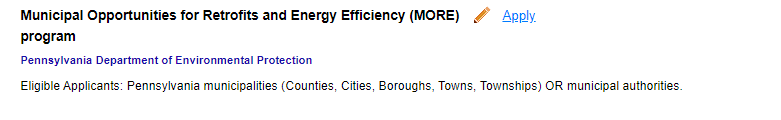 Municipal Opportunities for Retrofits and Energy Efficiency (MORE) Apply
program
Pennsylvania Department of Environmental Protection
Eligible Applicants: Pennsylvania municipalities (Counties, Cities, Boroughs, Towns, Townships) OR municipal authorities.